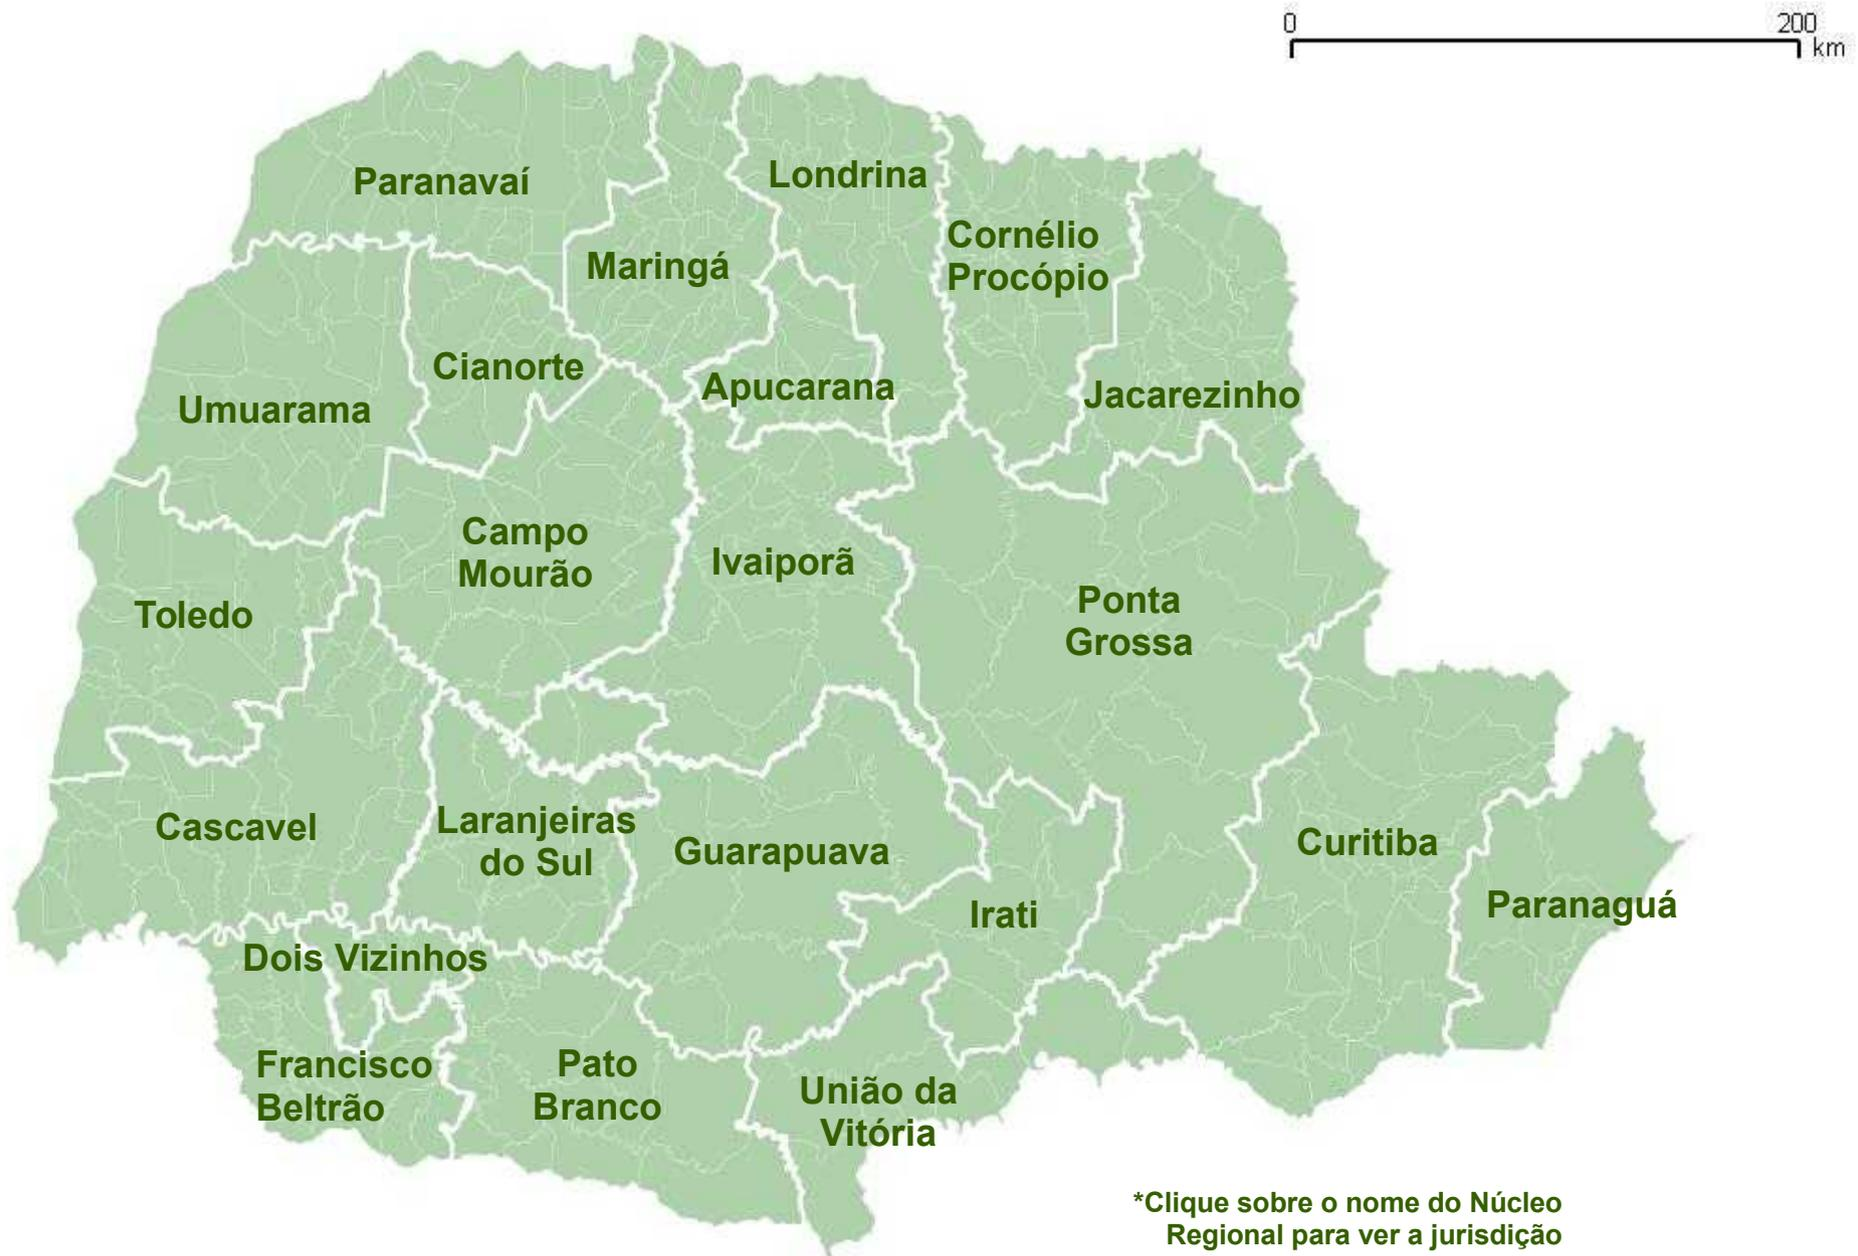 0 200
km
Paranavaí
Londrina
Cornélio
Procópio
Maringá
Cianorte
Apucarana
Jacarezinho
Umuarama
Campo
Mourão
Ivaiporã
Toledo
Ponta
Grossa
Cascavel
Laranjeiras
do Sul
Guarapuava
Curitiba
Irati
Paranaguá
Dois Vizinhos
Francisco
Beltrão
Pato
Branco
União da
Vitória
*Clique sobre o nome do Núcleo
Regional para ver a jurisdição